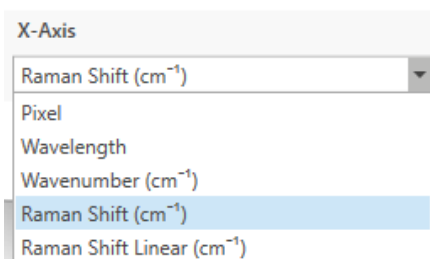 X-Axis
Raman Shift (cm⁻¹)
Pixel
Wavelength
Wavenumber (cm⁻¹)
Raman Shift (cm⁻¹)
Raman Shift Linear (cm⁻¹)